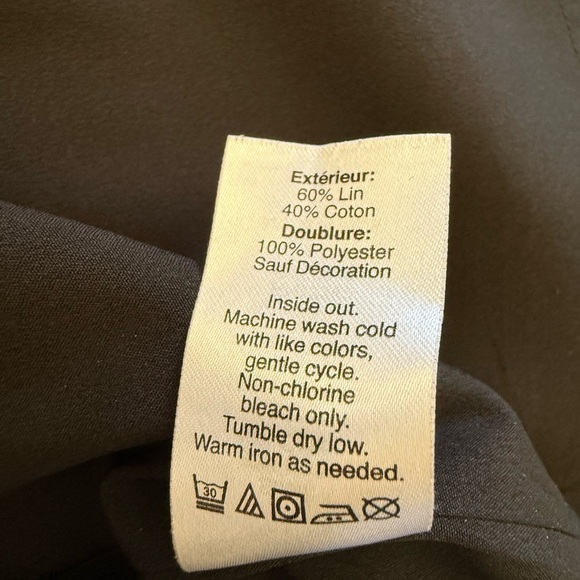 Extérieur:
60% Lin
40% Coton
Doublure:
100% Polyester
Sauf Décoration
Inside out.
Machine wash cold
with like colors,
gentle cycle.
Non-chlorine
bleach only.
Tumble dry low.
Warm iron as needed.
30